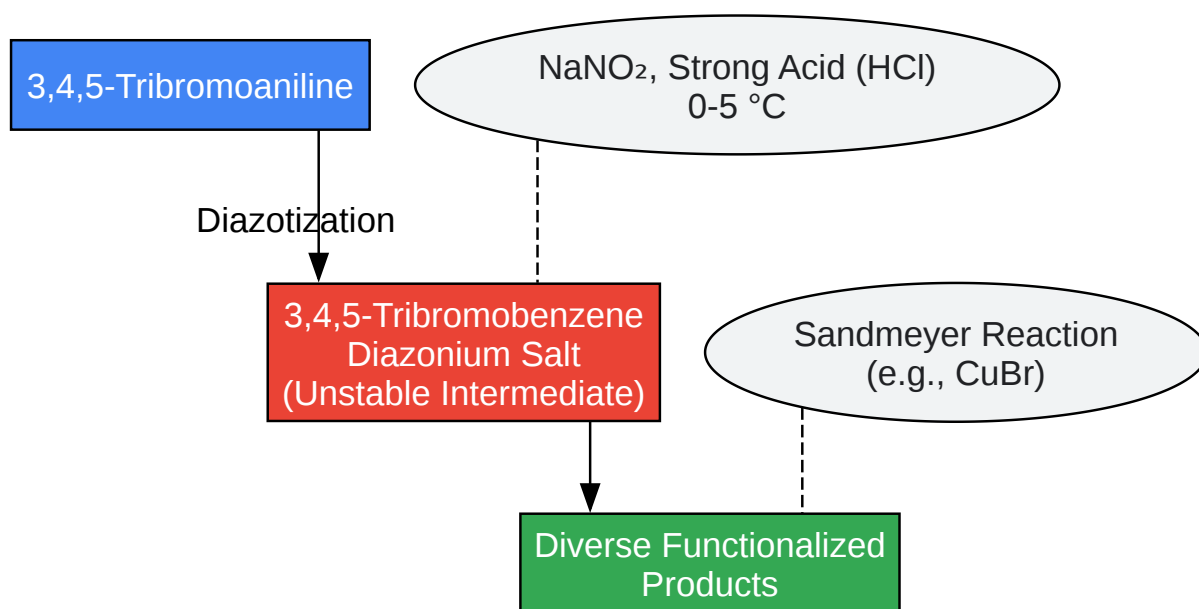 3,4,5-Tribromoaniline
NaNO₂, Strong Acid (HCl)
0-5 °C
Diazotization
3,4,5-Tribromobenzene
Diazonium Salt
(Unstable Intermediate)
Sandmeyer Reaction
(e.g., CuBr)
Diverse Functionalized
Products